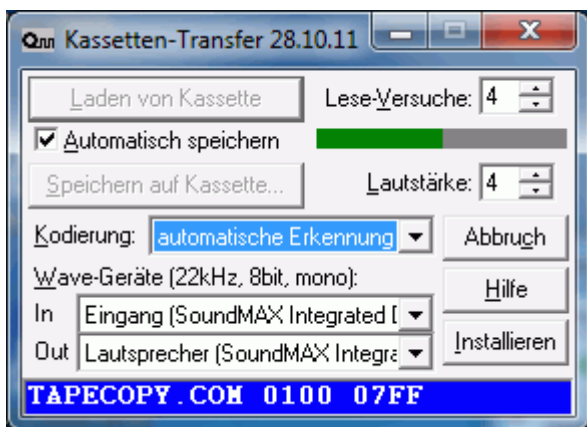 Kassetten-Transfer 28.10.11
Laden von Kassette
Lese-Versuche: 4
Automatisch speichern
Speichern auf Kassette...
Lautstärke: 4
Kodierung: automatische Erkennung
Abbruch
Wave-Geräte (22kHz, 8bit, mono):
Hilfe
In Eingang (SoundMAX Integrated D
Out Lautsprecher (SoundMAX Integra
Installieren
TAPECOPY.COM 0100 07FF